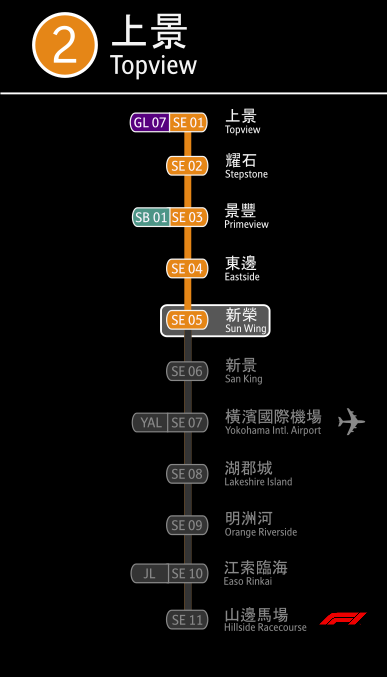 2
上景
Topview
GL 07 SE 01 上景
Topview
SE 02 耀石
Stepstone
SB 01 SE 03 景豐
Primeview
SE 04 東邊
Eastside
SE 05 新榮
Sun Wing
SE 06 新景
San King
YAL SE 07 橫濱國際機場
Yokohama Intl. Airport
SE 08 湖郡城
Lakeshire Island
SE 09 明洲河
Orange Riverside
JL SE 10 江索臨海
Easo Rinkai
SE 11 山邊馬場
Hillside Racecourse